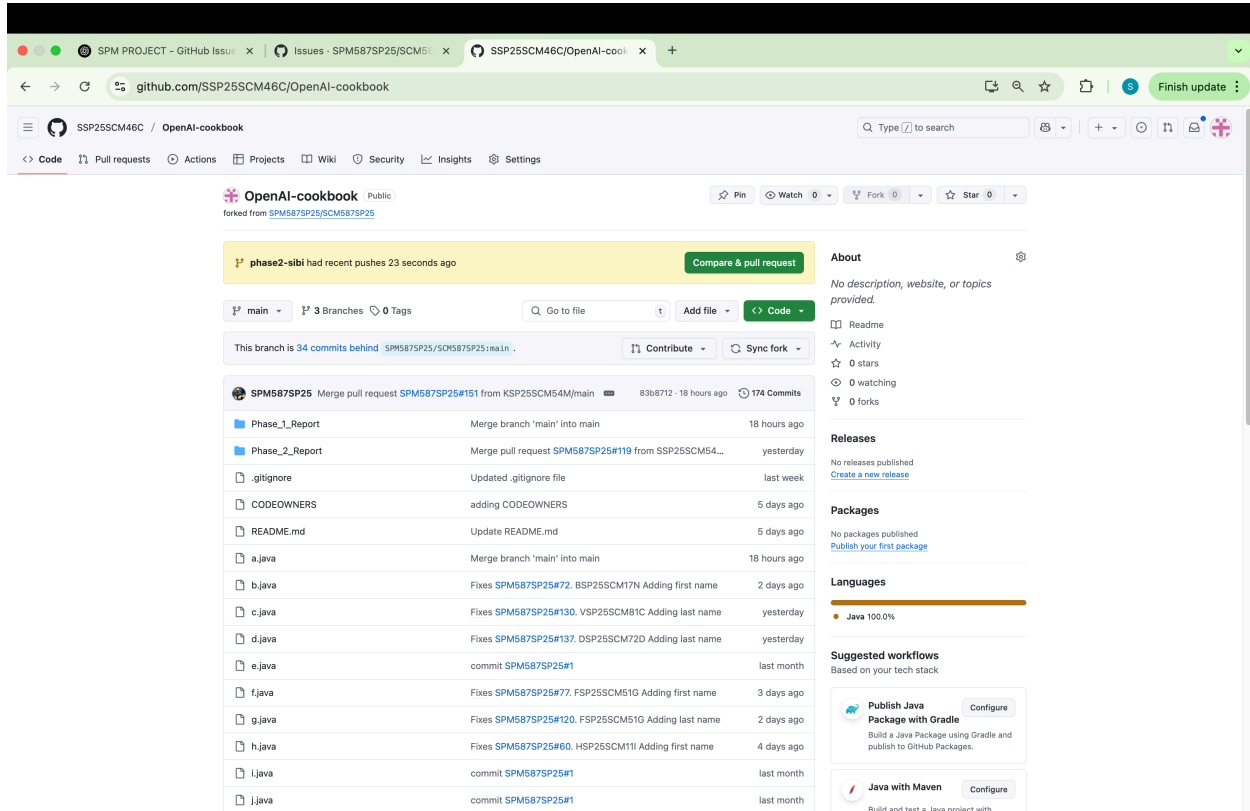 SPM PROJECT - GitHub Issue
Issues · SPM587SP25/SCM58
SSP25SCM46C/OpenAI-cook
github.com/SSP25SCM46C/OpenAI-cookbook
S
Finish update
SSP25SCM46C / OpenAI-cookbook
Type / to search
Code Pull requests Actions Projects Wiki Security Insights Settings
OpenAI-cookbook Public
forked from SPM587SP25/SCM587SP25
Pin Watch 0 Fork 0 Star 0
phase2-sibi had recent pushes 23 seconds ago
Compare & pull request
main 3 Branches 0 Tags
Go to file t
Add file
Code
This branch is 34 commits behind SPM587SP25/SCM587SP25:main .
Contribute Sync fork
SPM587SP25 Merge pull request SPM587SP25#151 from KSP25SCM54M/main 83b8712 · 18 hours ago 174 Commits
Phase_1_Report Merge branch 'main' into main 18 hours ago
Phase_2_Report Merge pull request SPM587SP25#119 from SSP25SCM54... yesterday
.gitignore Updated .gitignore file last week
CODEOWNERS adding CODEOWNERS 5 days ago
README.md Update README.md 5 days ago
a.java Merge branch 'main' into main 18 hours ago
b.java Fixes SPM587SP25#72. BSP25SCM17N Adding first name 2 days ago
c.java Fixes SPM587SP25#130. VSP25SCM81C Adding last name yesterday
d.java Fixes SPM587SP25#137. DSP25SCM72D Adding last name yesterday
e.java commit SPM587SP25#1 last month
f.java Fixes SPM587SP25#77. FSP25SCM51G Adding first name 3 days ago
g.java Fixes SPM587SP25#120. FSP25SCM51G Adding last name 2 days ago
h.java Fixes SPM587SP25#60. HSP25SCM11I Adding first name 4 days ago
i.java commit SPM587SP25#1 last month
j.java commit SPM587SP25#1 last month
About
No description, website, or topics
provided.
Readme
Activity
0 stars
0 watching
0 forks
Releases
No releases published
Create a new release
Packages
No packages published
Publish your first package
Languages
Java 100.0%
Suggested workflows
Based on your tech stack
Publish Java
Package with Gradle
Configure
Build a Java Package using Gradle and
publish to GitHub Packages.
Java with Maven
Configure
Build and test a Java project with